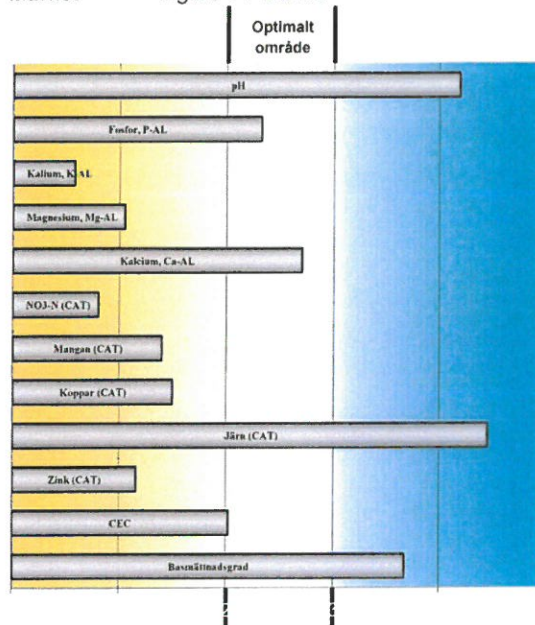 Optimalt
område
pH
Fosfor, P-AL
Kalium, K-AL
Magnesium, Mg-AL
Kalcium, Ca-AL
NO3-N (CAT)
Mangan (CAT)
Koppar (CAT)
Järn (CAT)
Zink (CAT)
CEC
Basmättnadsgrad